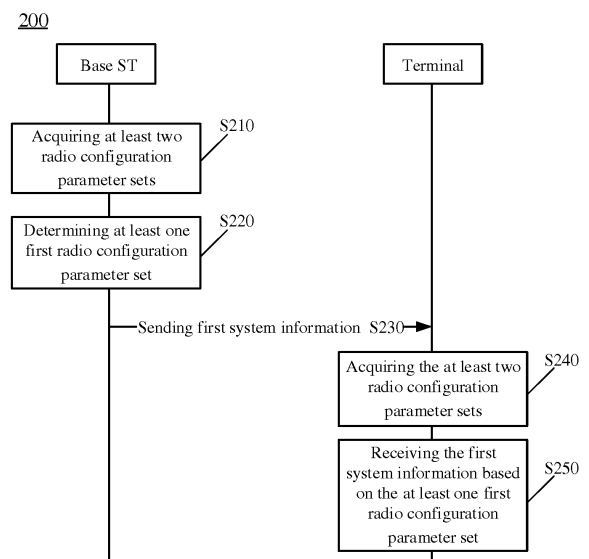 200
Base ST
Terminal
S210
Acquiring at least two
radio configuration
parameter sets
S220
Determining at least one
first radio configuration
parameter set
Sending first system information S230
S240
Acquiring the at least two
radio configuration
parameter sets
S250
Receiving the first
system information based
on the at least one first
radio configuration
parameter set